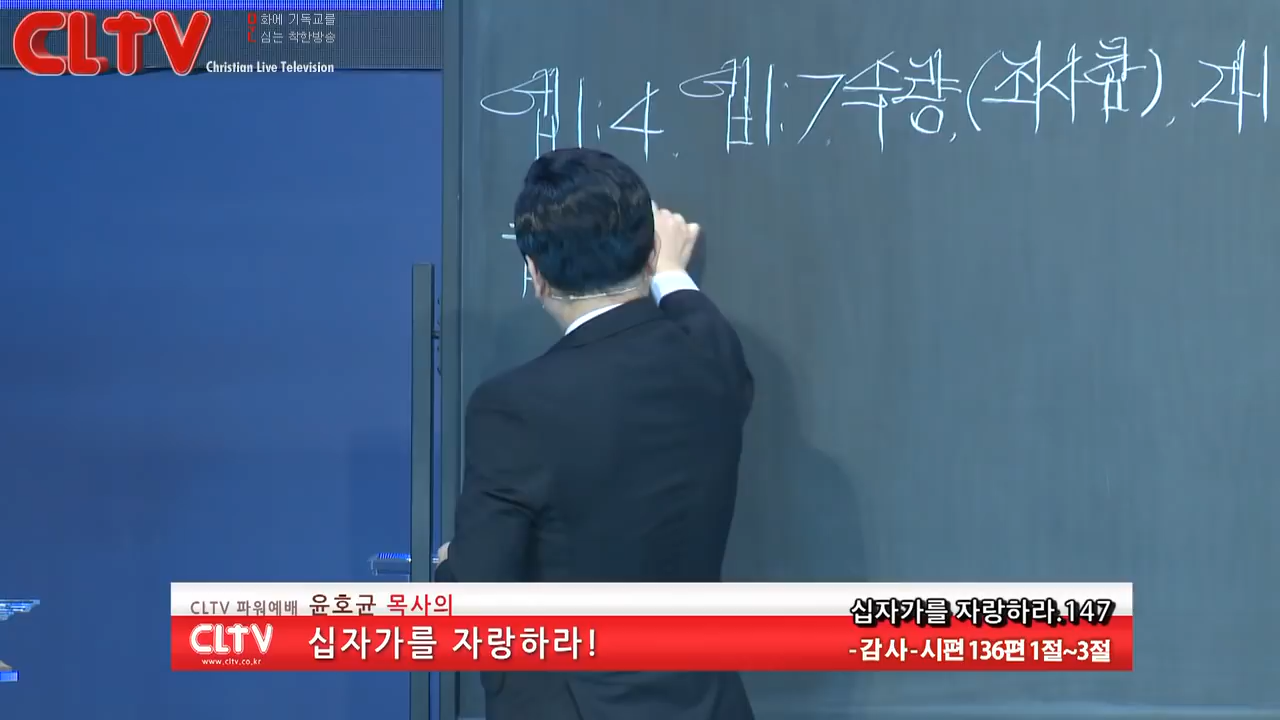 CLTV
문화에 기독교를
심는 착한방송
Christian Live Television
엡1:4. 엡1:7 수광, (죄사함),
CLTV 파워예배 윤호균 목사의
십자가를 자랑하라.147
CLTV
www.cltv.co.kr
십자가를 자랑하라!
-감사-시편 136편 1절~3절